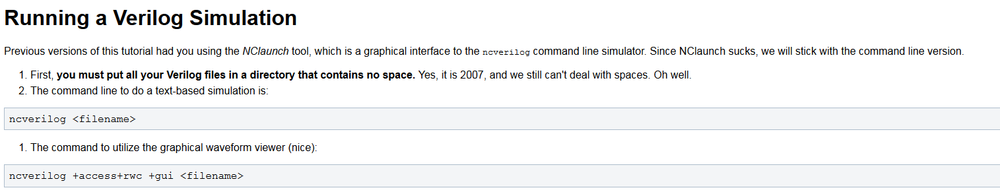 Running a Verilog Simulation
Previous versions of this tutorial had you using the NClaunch tool, which is a graphical interface to the ncverilog command line simulator. Since NClaunch sucks, we will stick with the command line version.
1. First, you must put all your Verilog files in a directory that contains no space. Yes, it is 2007, and we still can't deal with spaces. Oh well.
2. The command line to do a text-based simulation is:
ncverilog <filename>
1. The command to utilize the graphical waveform viewer (nice):
ncverilog +access+rwc +gui <filename>